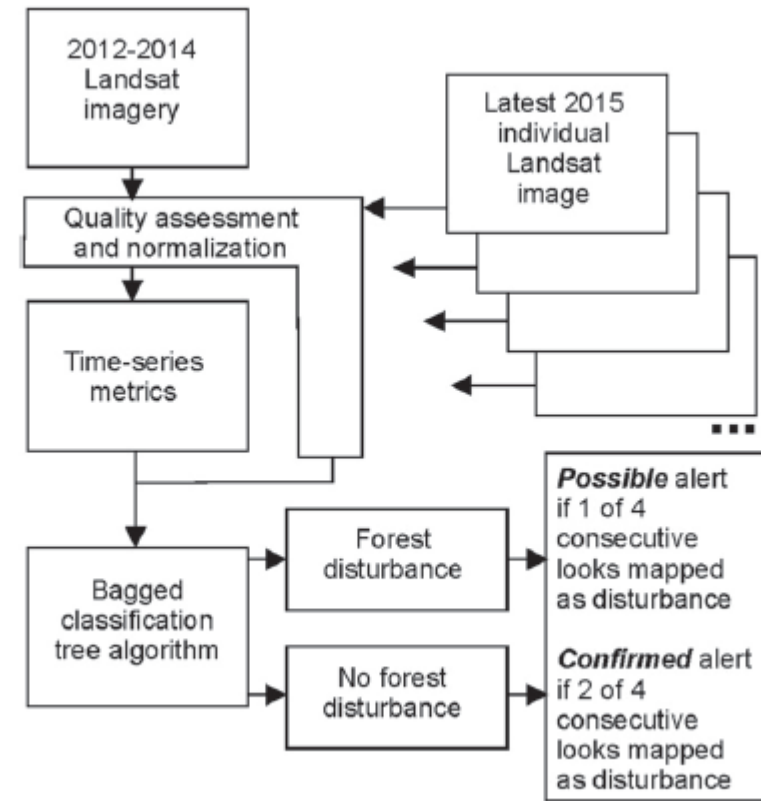 2012-2014
Landsat
imagery
Latest 2015
individual
Landsat
image
Quality assessment
and normalization
Time-series
metrics
Bagged
classification
tree algorithm
Forest
disturbance
No forest
disturbance
Possible alert
if 1 of 4
consecutive
looks mapped
as disturbance
Confirmed alert
if 2 of 4
consecutive
looks mapped
as disturbance